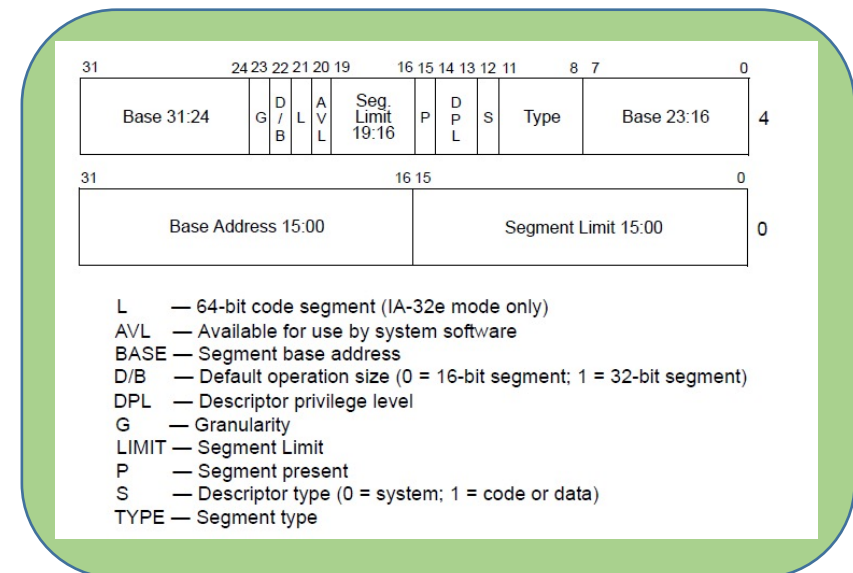 31 24 23 22 21 20 19 16 15 14 13 12 11 8 7 0
Base 31:24 G D/B L AVL Seg. Limit 19:16 P DPL S Type Base 23:16 4
31 16 15 0
Base Address 15:00 Segment Limit 15:00 0
L — 64-bit code segment (IA-32e mode only)
AVL — Available for use by system software
BASE — Segment base address
D/B — Default operation size (0 = 16-bit segment; 1 = 32-bit segment)
DPL — Descriptor privilege level
G — Granularity
LIMIT — Segment Limit
P — Segment present
S — Descriptor type (0 = system; 1 = code or data)
TYPE — Segment type